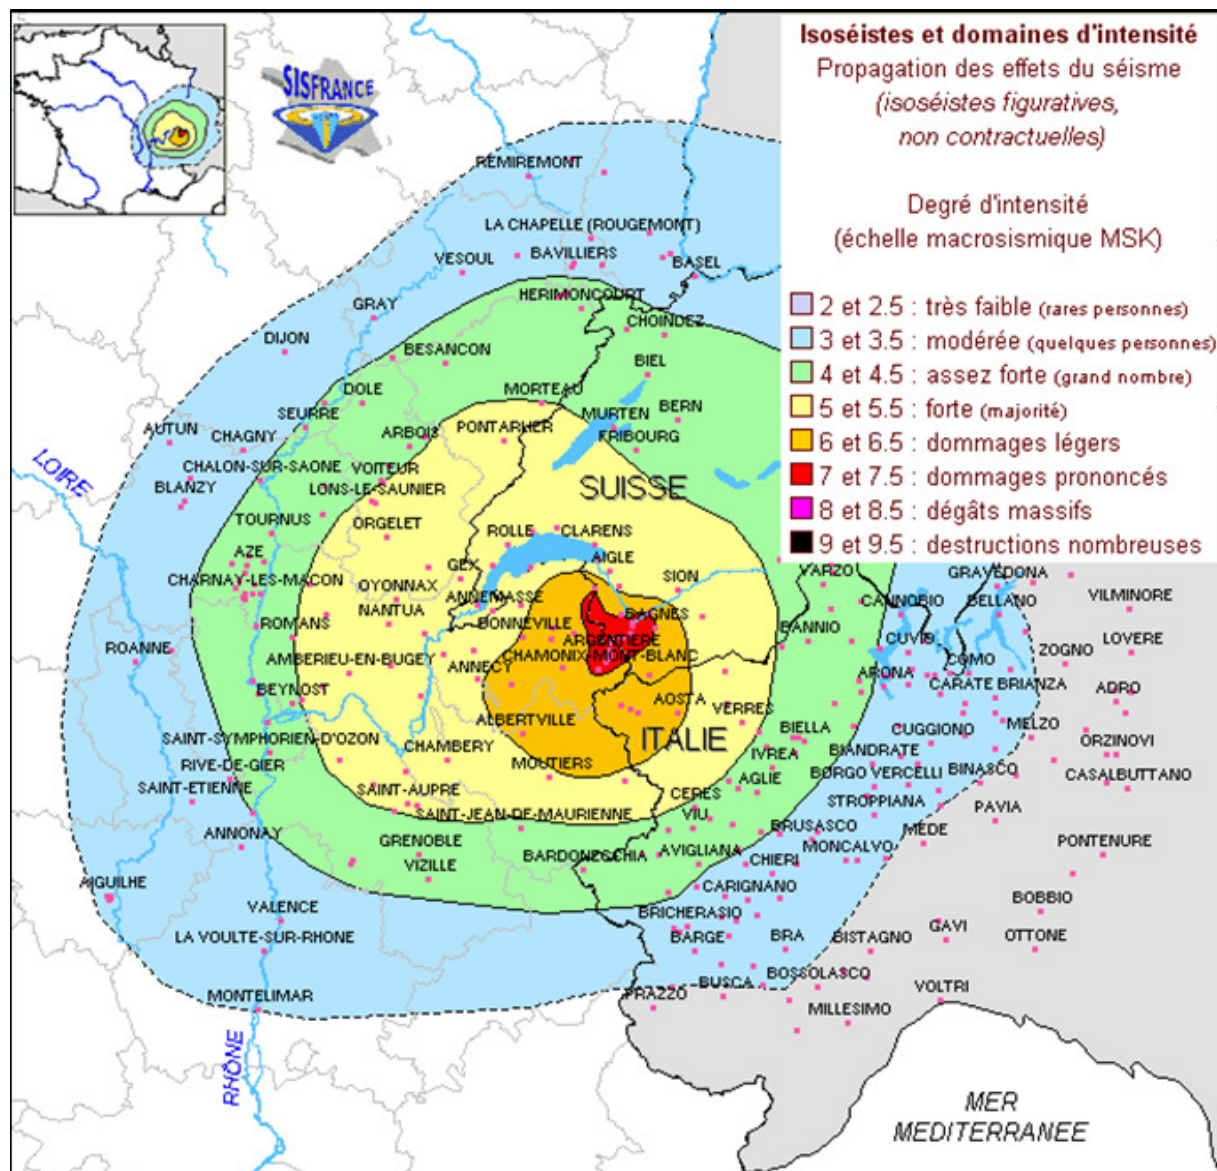 SISFRANCE
Isoséistes et domaines d'intensité
Propagation des effets du séisme
(isoséistes figuratives,
non contractuelles)
Degré d'intensité
(échelle macrosismique MSK)
2 et 2.5 : très faible (rares personnes)
3 et 3.5 : modérée (quelques personnes)
4 et 4.5 : assez forte (grand nombre)
5 et 5.5 : forte (majorité)
6 et 6.5 : dommages légers
7 et 7.5 : dommages prononcés
8 et 8.5 : dégâts massifs
9 et 9.5 : destructions nombreuses
REMIREMONT
LA CHAPELLE (ROUGEMONT)
VESOUL
BAVILLIERS
BASEL
HERIMONCOURT
GRAY
CHOINDEZ
DIJON
BESANCON
BIEL
DOLE
MORTEAU
SEURRE
MURTEN
BERN
AUTUN
CHAGNY
ARBOIS
PONTARLIER
FRIBOURG
LOIRE
CHALON-SUR-SAONE
VOITEUR
BLANZY
LONS-LE-SAUNIER
SUISSE
TOURNUS
ORGELET
ROLLE
CLARENS
AZE
GEX
AIGLE
CHARNAY-LES-MACON
OYONNAX
SION
VARZO
GRAVEDONA
ANNEMASSE
NANTUA
CANNOBIO
BELLANO
VILMINORE
ROMANS
BONNEVILLE
BAGNES
BANNIO
CUVIO
LOVERE
ROANNE
ARGENTIERE
ZOGNO
AMBERIEU-EN-BUGEY
ANNECY
CHAMONIX-MONT-BLANC
ARONA
COMO
BEYNOST
AOSTA
CARATE BRIANZA
ADRO
ALBERTVILLE
VERRES
BIELLA
CUGGIONO
MELZO
SAINT-SYMPHORIEN-D'OZON
CHAMBERY
ITALIE
IVREA
BIANDRATE
ORZINOVI
RIVE-DE-GIER
MOUTIERS
AGLIE
BORGO VERCELLI
BINASCO
CASALBUTTANO
SAINT-ETIENNE
SAINT-AUPRE
CERES
STROPPIANA
PAVIA
SAINT-JEAN-DE-MAURIENNE
VIU
BRUSASCO
MEDE
ANNONAY
GRENOBLE
MONCALVO
BARDONECCHIA
AVIGLIANA
CHIERI
PONTENURE
VIZILLE
AIGUILHE
CARIGNANO
BOBBIO
VALENCE
BRICHERASIO
GAVI
LA VOULTE-SUR-RHONE
BARGE
BRA
BISTAGNO
OTTONE
BUSCA
BOSSOLASCO
MONTELIMAR
PRAZZO
MILLESIMO
VOLTRI
RHÔNE
MER
MEDITERRANEE